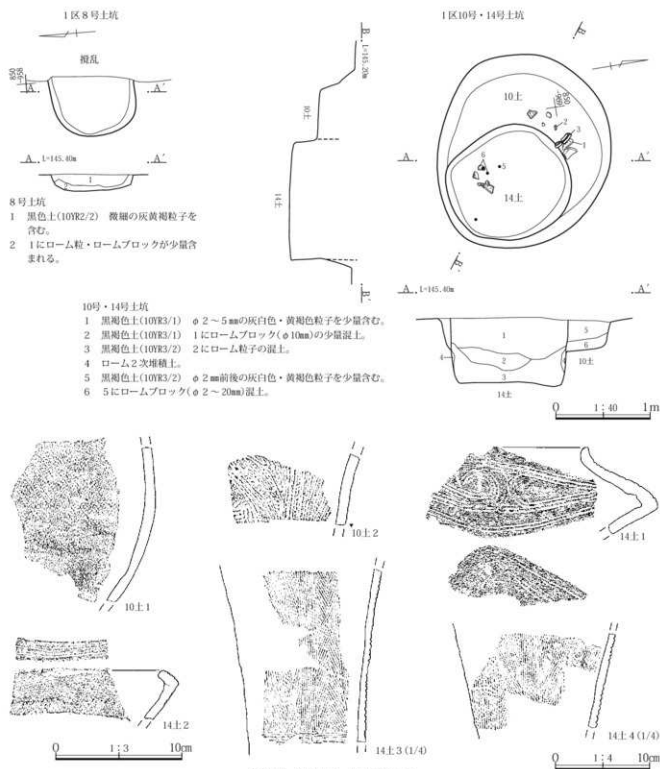 1区8号土坑
撹乱
850
-958
A
A′
A
L=145.40m
A′
1
2
8号土坑
1 黒色土(10YR2/2) 微細の灰黄褐粒子を
含む。
2 1にローム粒・ロームブロックが少量含
まれる。
B
L=145.20m
10土
14土
B′
1区10号・14号土坑
B
10土
850
2
3
1
6
5
14土
A
A′
B′
A
L=145.40m
A′
1
2
3
4
4
5
6
10土
14土
0 1:40 1m
10号・14号土坑
1 黒褐色土(10YR3/1) φ2～5㎜の灰白色・黄褐色粒子を少量含む。
2 黒褐色土(10YR3/1) 1にロームブロック(φ10㎜)の少量混土。
3 黒褐色土(10YR3/2) 2にローム粒子の混土。
4 ローム2次堆積土。
5 黒褐色土(10YR3/2) φ2㎜前後の灰白色・黄褐色粒子を少量含む。
6 5にロームブロック(φ2～20㎜)混土。
10土1
10土2
14土1
14土2
14土3(1/4)
14土4(1/4)
0 1:3 10㎝
0 1:4 10㎝